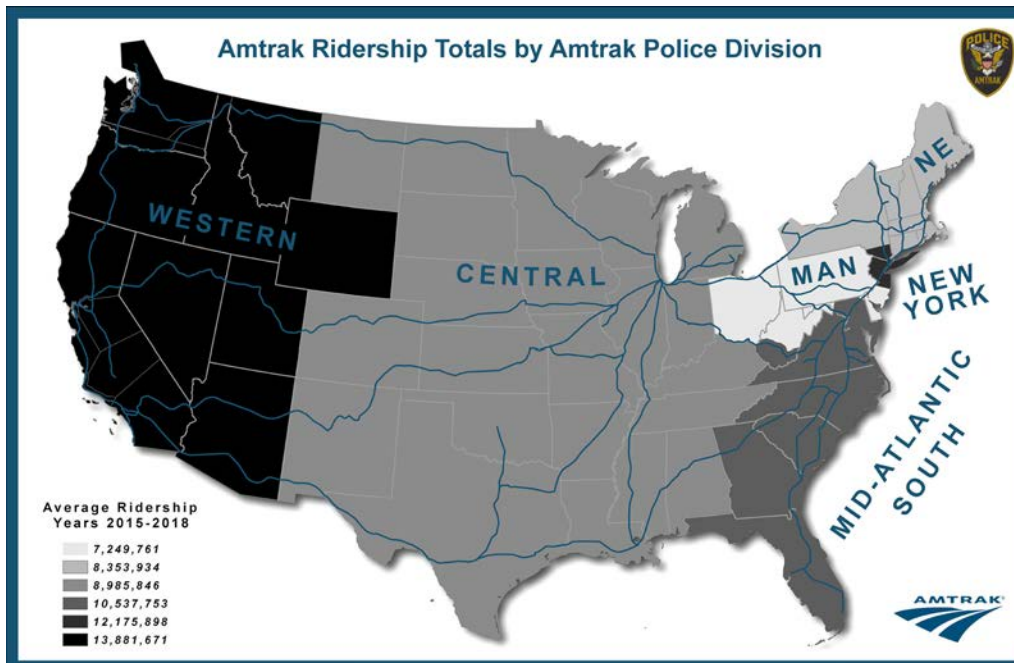 Amtrak Ridership Totals by Amtrak Police Division
POLICE
AMTRAK
WESTERN
CENTRAL
MAN
NE
NEW
YORK
MID-ATLANTIC
SOUTH
Average Ridership
Years 2015-2018
7,249,761
8,353,934
8,985,846
10,537,753
12,175,898
13,881,671
AMTRAK